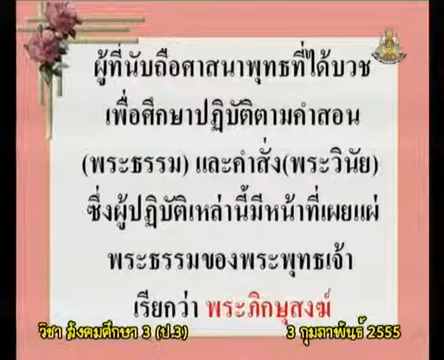 ผู้ที่นับถือศาสนาพุทธที่ได้บวช
เพื่อศึกษาปฏิบัติตามคำสอน
(พระธรรม) และคำสั่ง(พระวินัย)
ซึ่งผู้ปฏิบัติเหล่านี้มีหน้าที่เผยแผ่
พระธรรมของพระพุทธเจ้า
เรียกว่า พระภิกษุสงฆ์
วิชา สังคมศึกษา 3 (ป.3) 3 กุมภาพันธ์ 2555